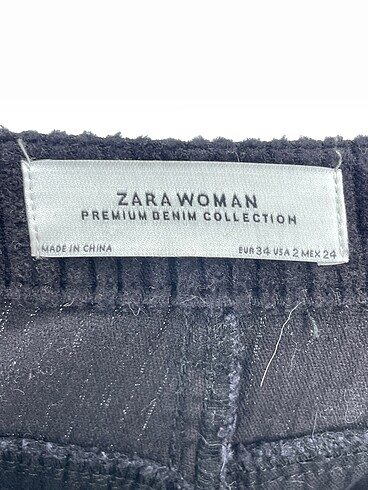 ZARA WOMAN
PREMIUM DENIM COLLECTION
MADE IN CHINA
EUR 34 USA 2 MEX 24